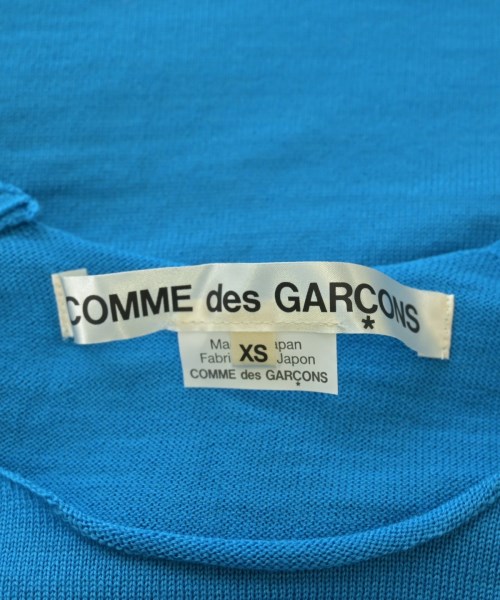 COMME des GARÇONS
Ma XS apan
Fabri Japon
COMME des GARÇONS